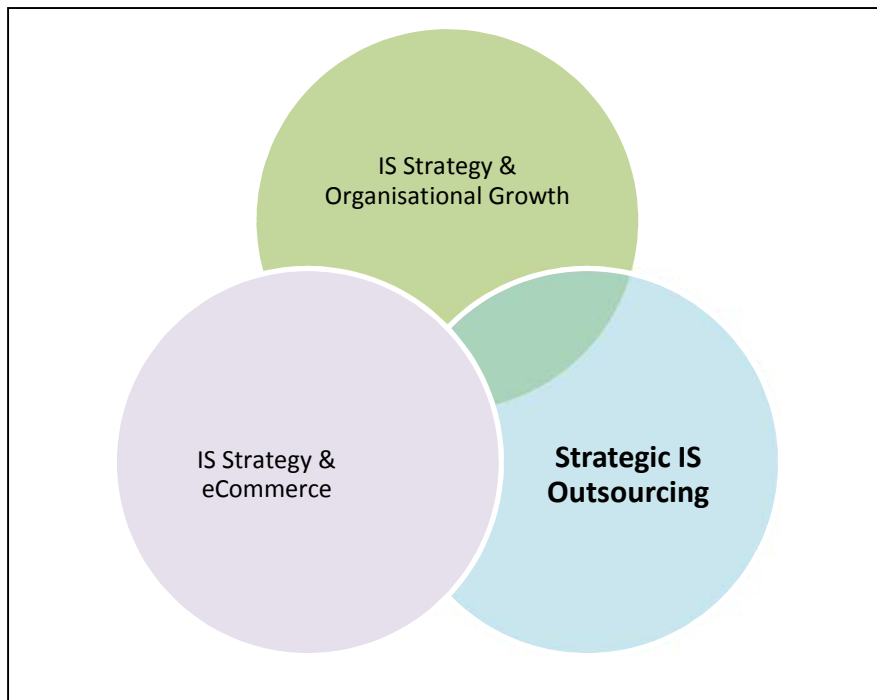 IS Strategy &
Organisational Growth
IS Strategy &
eCommerce
Strategic IS
Outsourcing